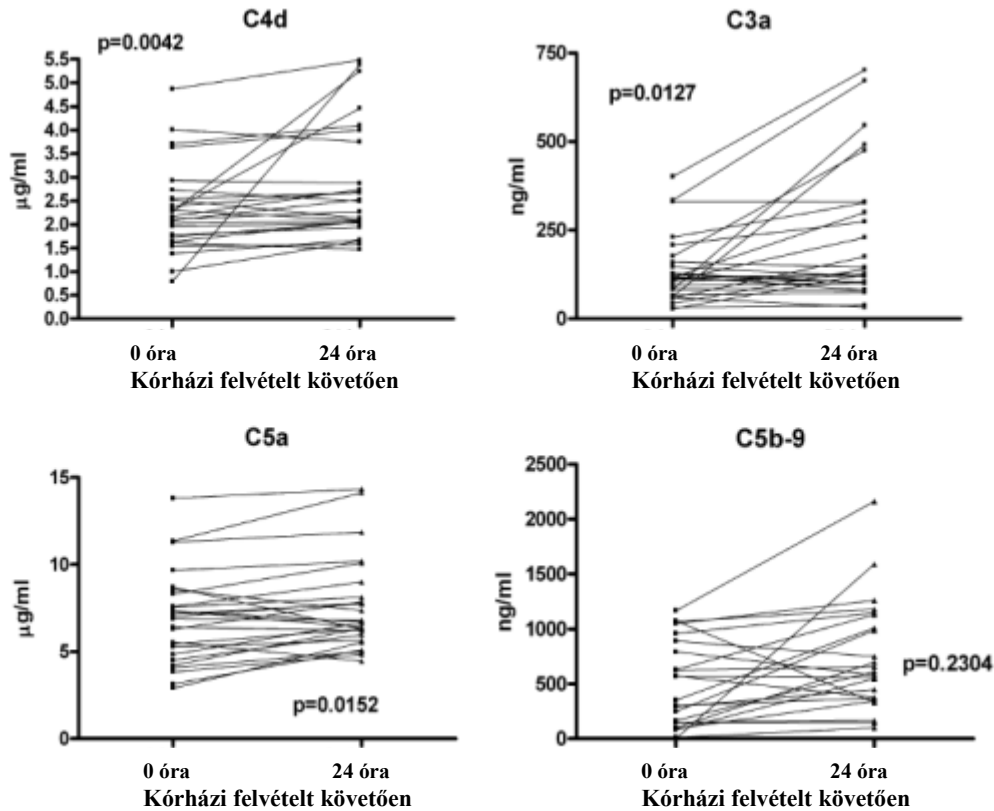 C4d
p=0.0042
5.5
5.0
4.5
4.0
3.5
3.0
2.5
2.0
1.5
1.0
0.5
0.0
µg/ml
0 óra 24 óra
Kórházi felvételt követően
C3a
p=0.0127
750
500
250
0
ng/ml
0 óra 24 óra
Kórházi felvételt követően
C5a
15
10
5
0
µg/ml
p=0.0152
0 óra 24 óra
Kórházi felvételt követően
C5b-9
2500
2000
1500
1000
500
0
ng/ml
p=0.2304
0 óra 24 óra
Kórházi felvételt követően